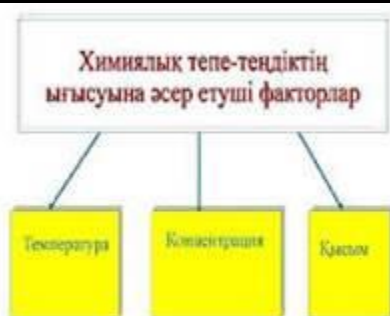 Химиялық тепе-теңдіктің
ығысуына әсер етуші факторлар
Температура
Концентрация
Қысым